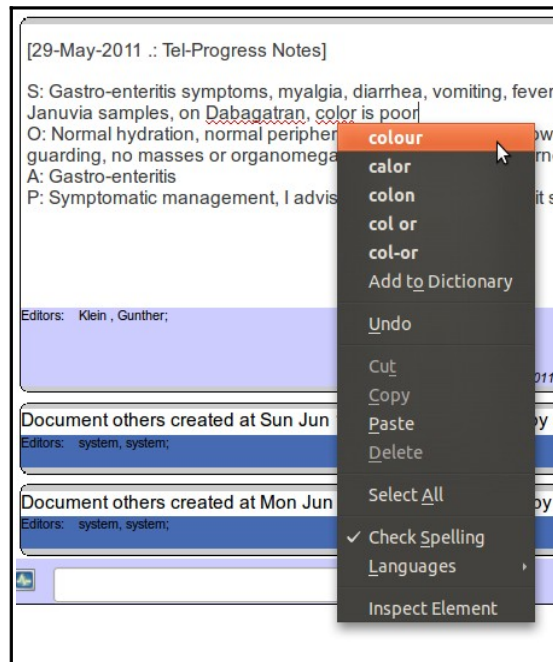 [29-May-2011 .: Tel-Progress Notes]
S: Gastro-enteritis symptoms, myalgia, diarrhea, vomiting, fever
Januvia samples, on Dabagatran, color is poor
O: Normal hydration, normal peripher
guarding, no masses or organomega
A: Gastro-enteritis
P: Symptomatic management, I advis it s
colour
calor
colon
col or
col-or
Add to Dictionary
Editors: Klein , Gunther;
Undo
Cut
2011
Copy
Document others created at Sun Jun by
Paste
Editors: system, system;
Delete
Select All
Document others created at Mon Jun by
Editors: system, system;
Check Spelling
Languages
Inspect Element